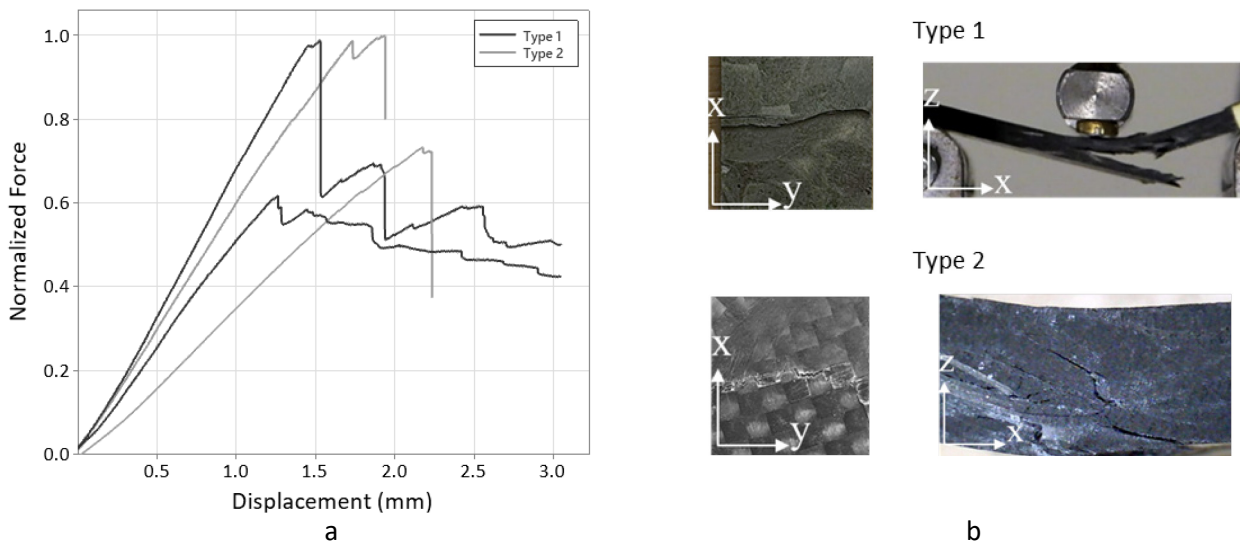 1.0
0.8
0.6
0.4
0.2
0.0
0.5
1.0
1.5
2.0
2.5
3.0
Normalized Force
Displacement (mm)
Type 1
Type 2
a
Type 1
x
y
z
x
Type 2
x
y
z
x
b